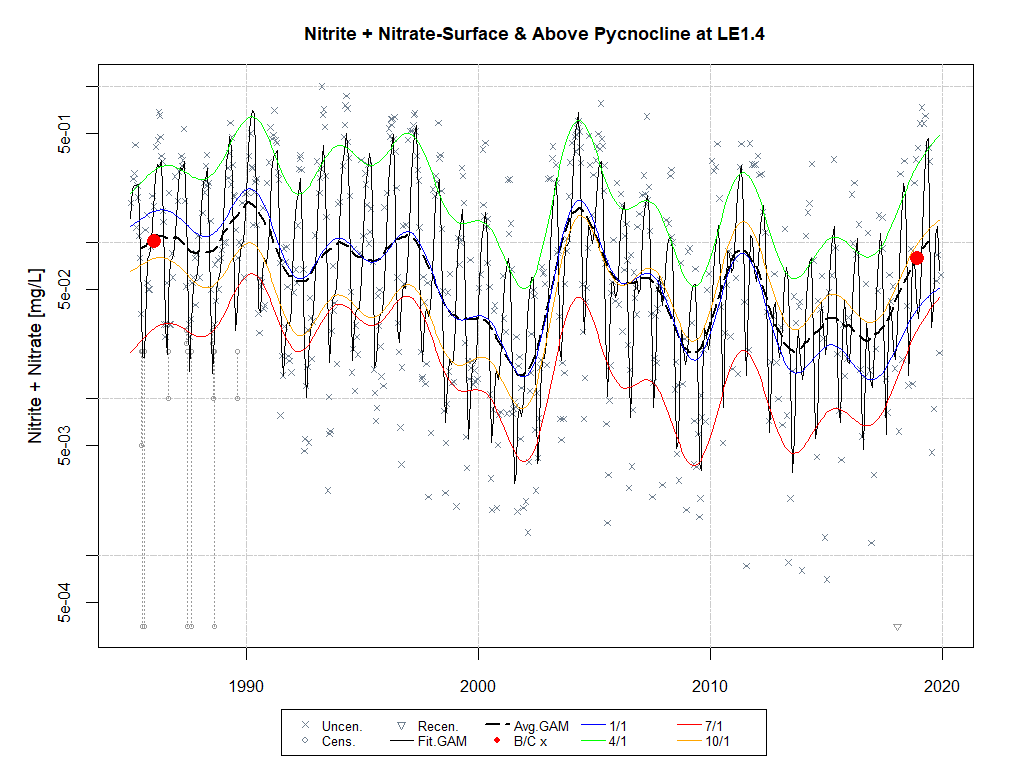 Nitrite + Nitrate-Surface & Above Pycnocline at LE1.4
Nitrite + Nitrate [mg/L]
5e-01
5e-02
5e-03
5e-04
1990 2000 2010 2020
Uncen. Recen. Avg.GAM 1/1 7/1
Cens. Fit.GAM B/C x 4/1 10/1